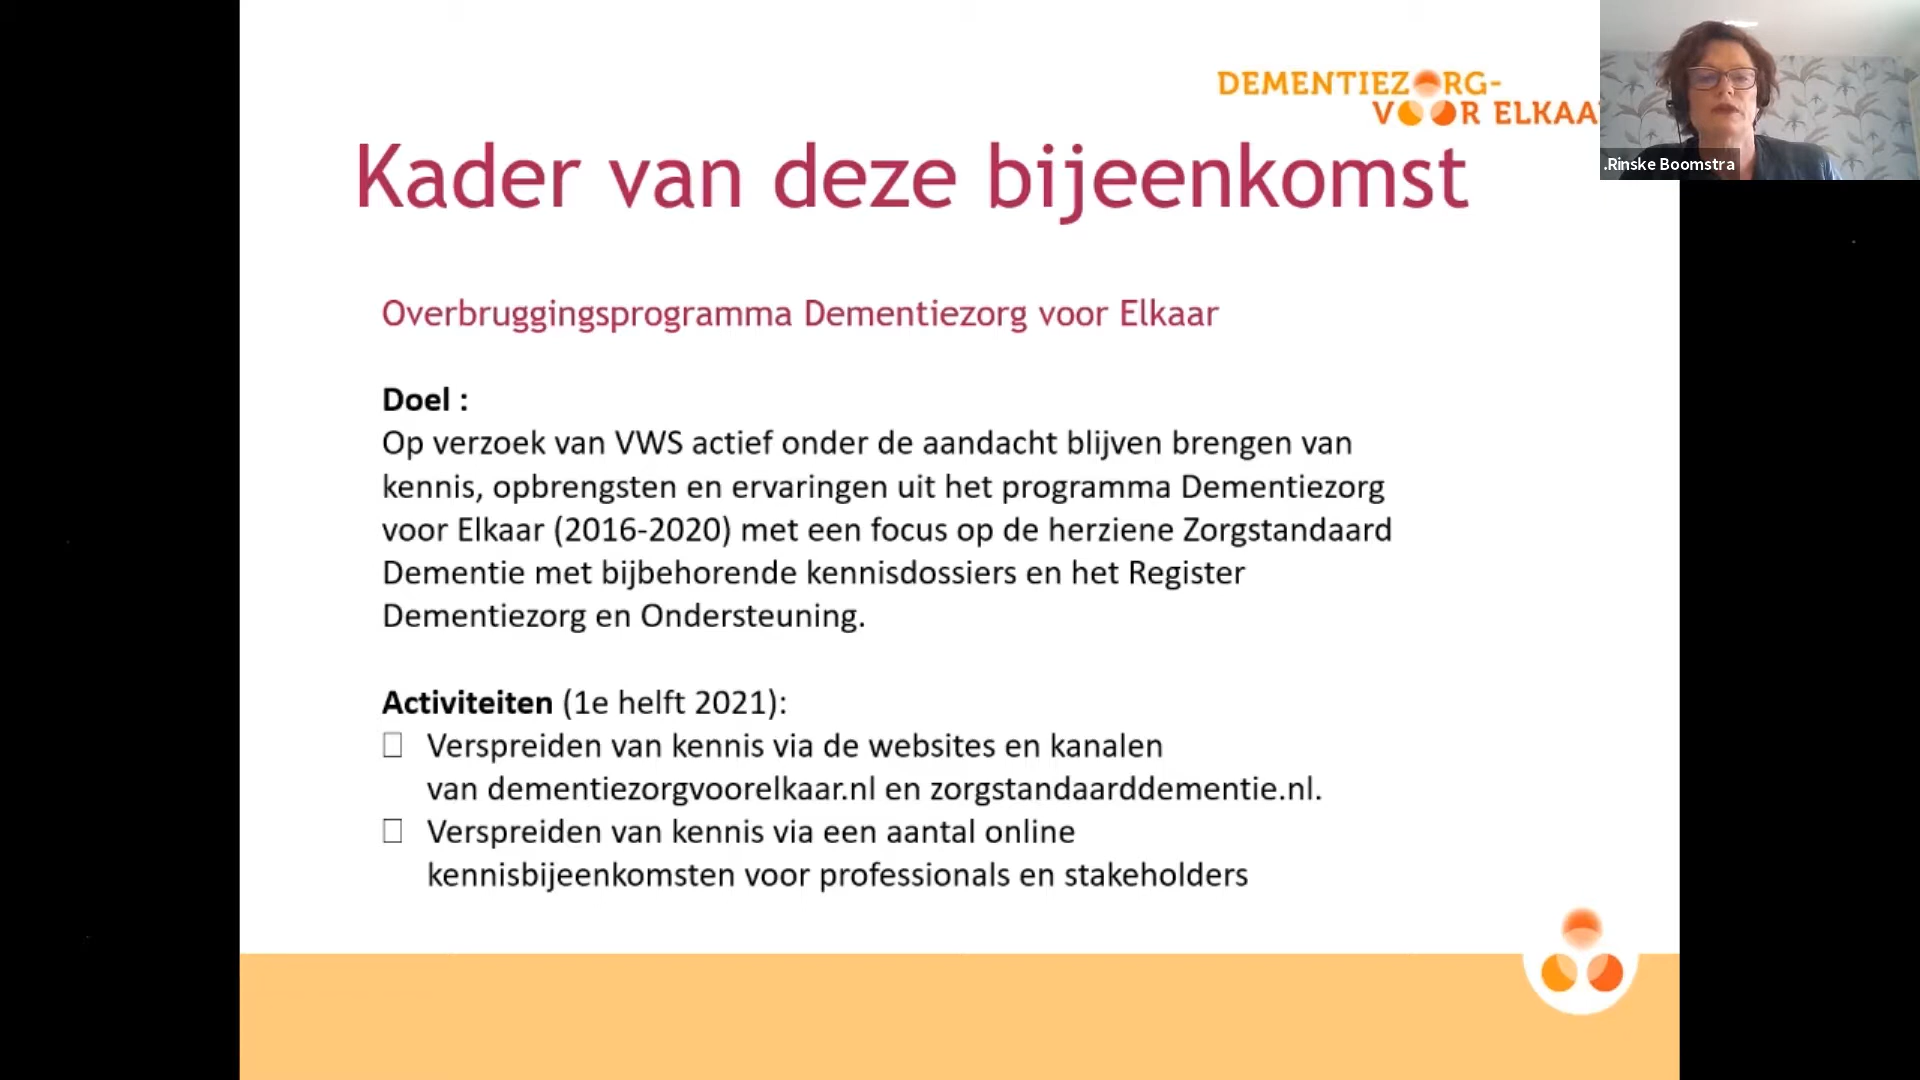 DEMENTIEZORG-
VOOR ELKAA
.Rinske Boomstra
Kader van deze bijeenkomst
Overbruggingsprogramma Dementiezorg voor Elkaar
Doel :
Op verzoek van VWS actief onder de aandacht blijven brengen van
kennis, opbrengsten en ervaringen uit het programma Dementiezorg
voor Elkaar (2016-2020) met een focus op de herziene Zorgstandaard
Dementie met bijbehorende kennisdossiers en het Register
Dementiezorg en Ondersteuning.
Activiteiten (1e helft 2021):
Verspreiden van kennis via de websites en kanalen
van dementiezorgvoorelkaar.nl en zorgstandaarddementie.nl.
Verspreiden van kennis via een aantal online
kennisbijeenkomsten voor professionals en stakeholders